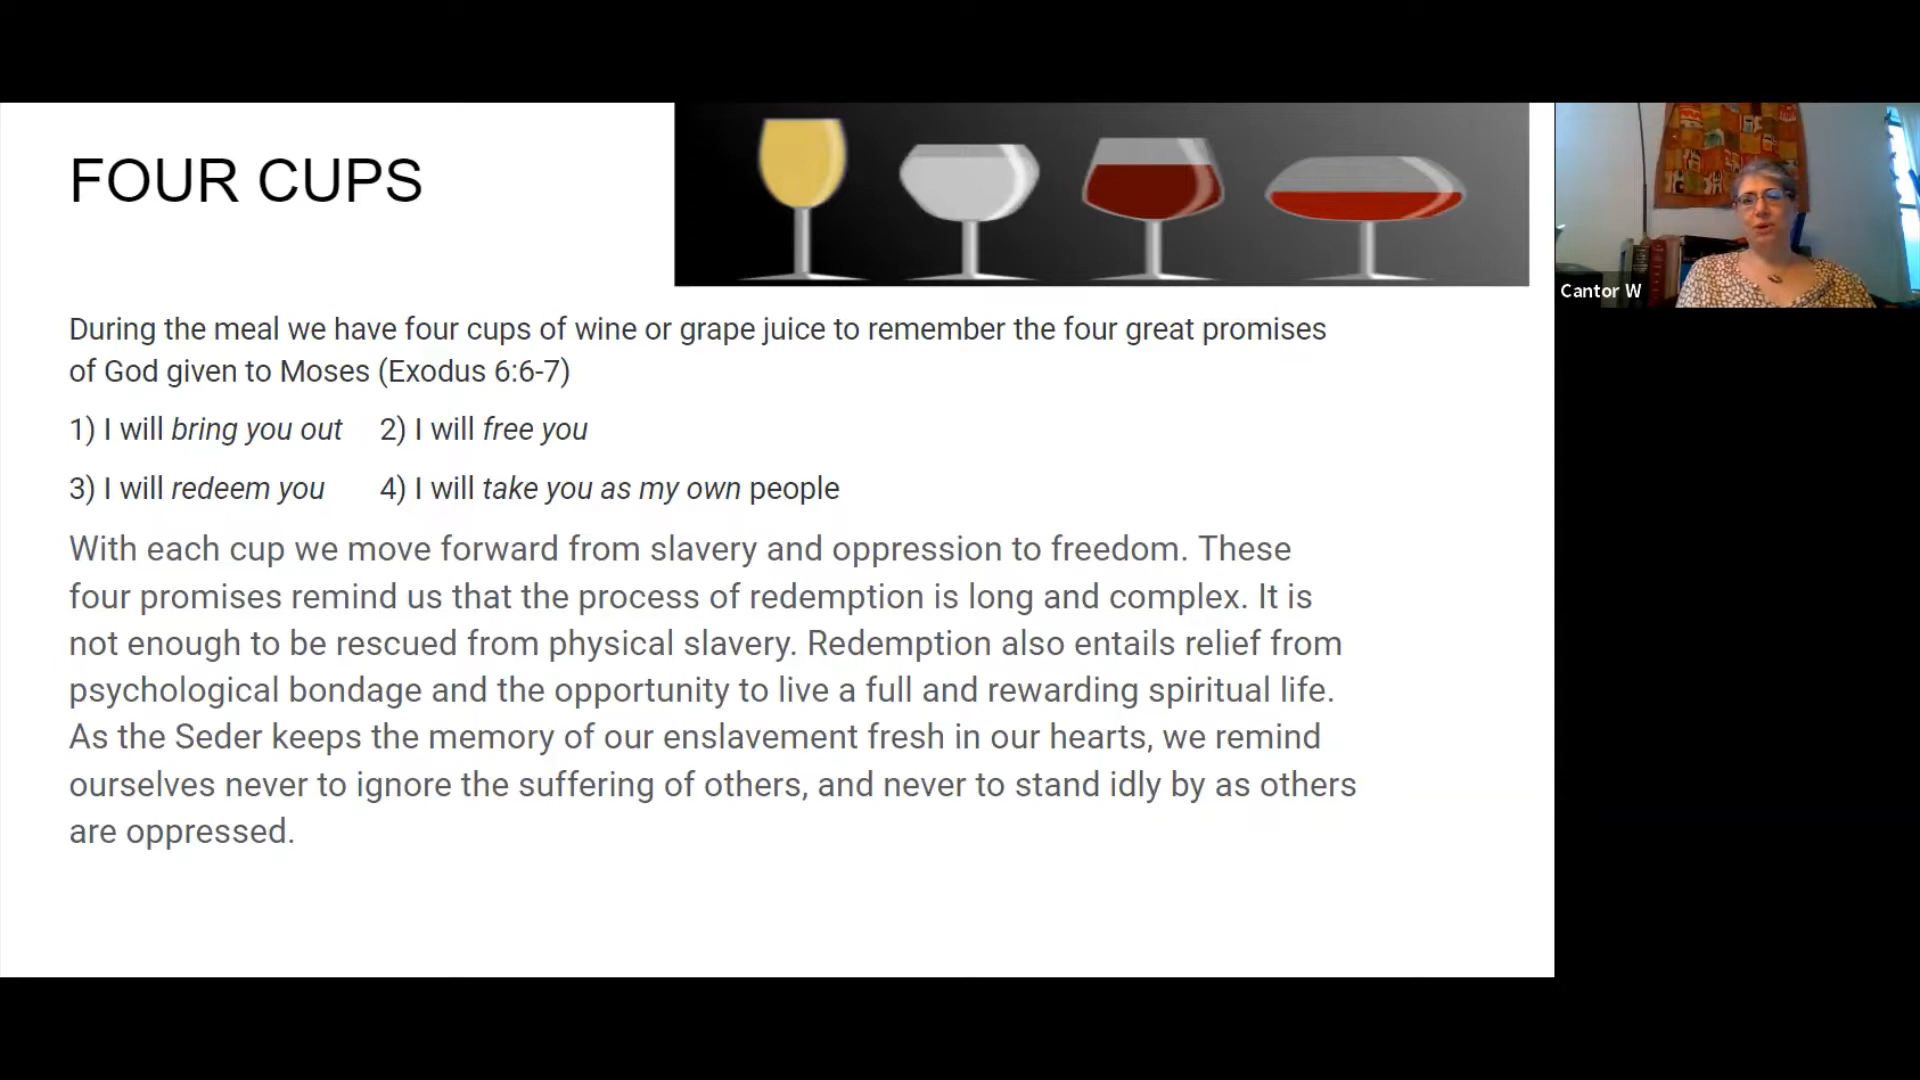 FOUR CUPS
During the meal we have four cups of wine or grape juice to remember the four great promises
of God given to Moses (Exodus 6:6-7)
1) I will bring you out 2) I will free you
3) I will redeem you 4) I will take you as my own people
With each cup we move forward from slavery and oppression to freedom. These
four promises remind us that the process of redemption is long and complex. It is
not enough to be rescued from physical slavery. Redemption also entails relief from
psychological bondage and the opportunity to live a full and rewarding spiritual life.
As the Seder keeps the memory of our enslavement fresh in our hearts, we remind
ourselves never to ignore the suffering of others, and never to stand idly by as others
are oppressed.
Cantor W